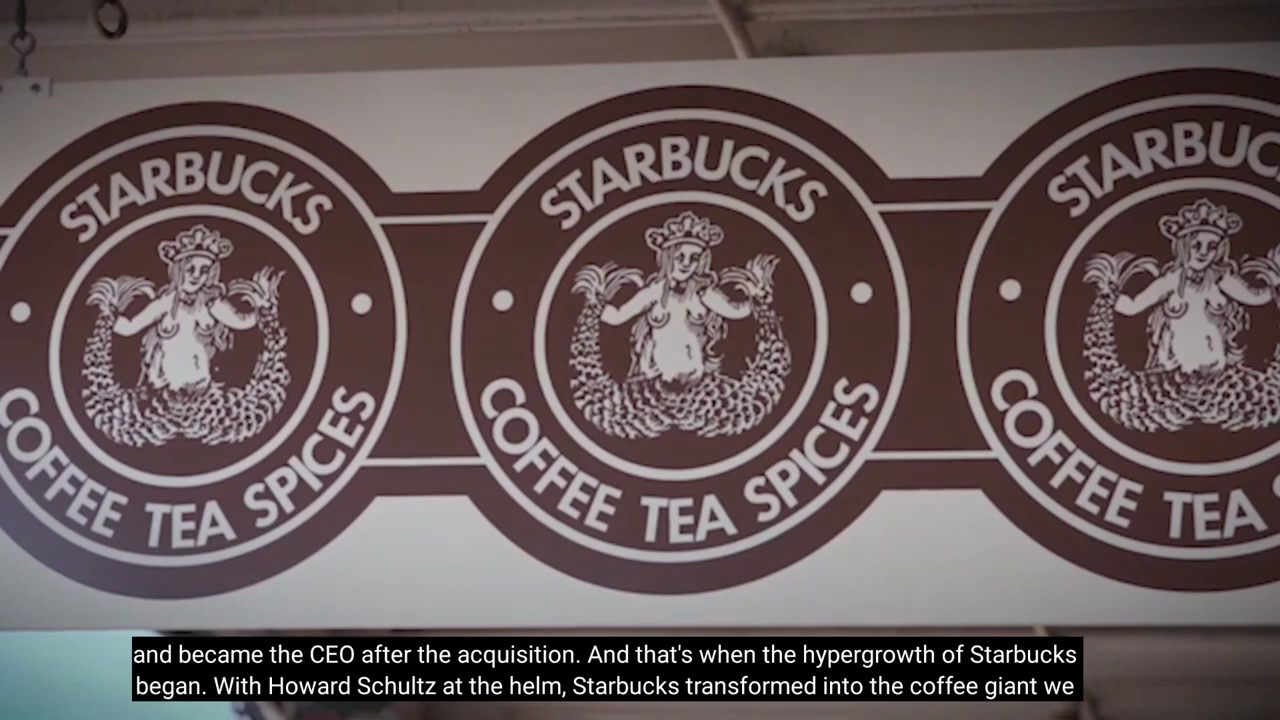 STARBUCKS
COFFEE TEA SPICES
STARBUCKS
COFFEE TEA SPICES
STARBUC
COFFEE TEA S
and became the CEO after the acquisition. And that's when the hypergrowth of Starbucks
began. With Howard Schultz at the helm, Starbucks transformed into the coffee giant we